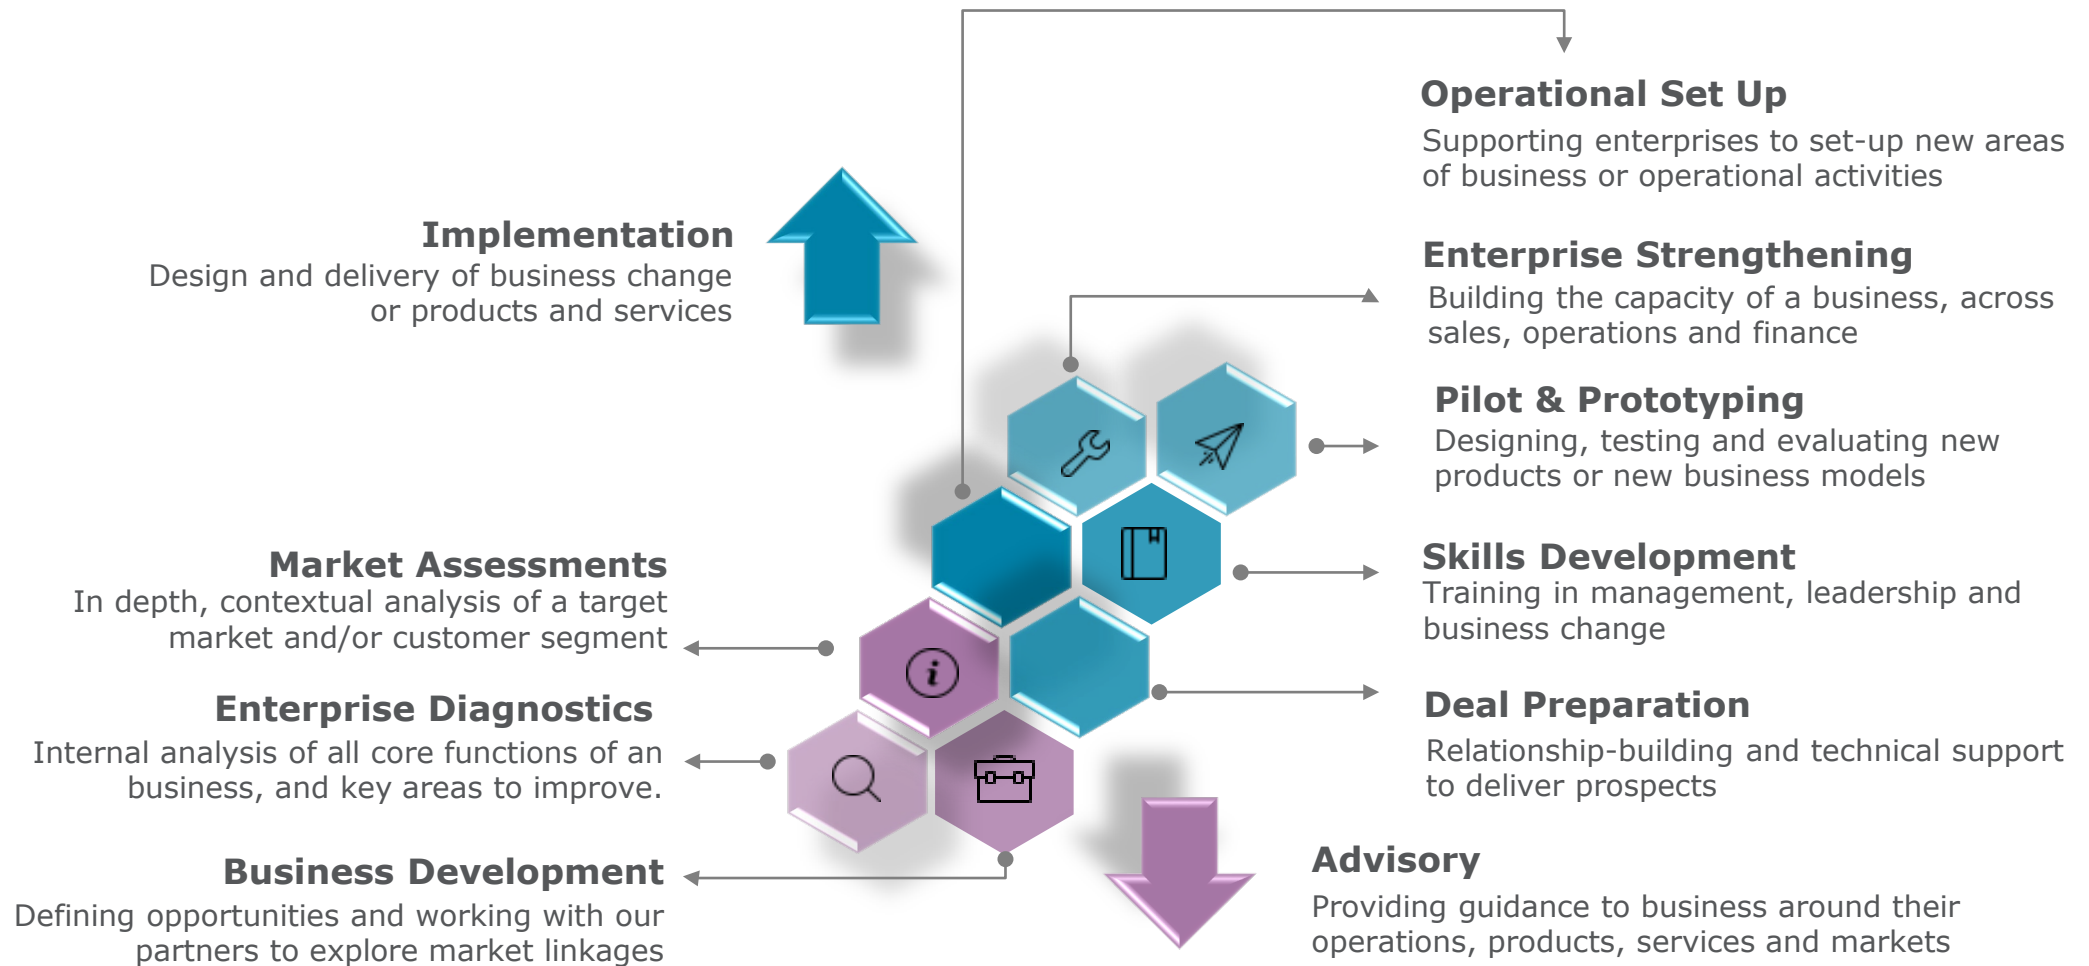 Operational Set Up
Supporting enterprises to set-up new areas
of business or operational activities
Implementation
Design and delivery of business change
or products and services
Enterprise Strengthening
Building the capacity of a business, across
sales, operations and finance
Pilot & Prototyping
Designing, testing and evaluating new
products or new business models
Market Assessments
In depth, contextual analysis of a target
market and/or customer segment
Skills Development
Training in management, leadership and
business change
Enterprise Diagnostics
Internal analysis of all core functions of an
business, and key areas to improve.
Deal Preparation
Relationship-building and technical support
to deliver prospects
Business Development
Defining opportunities and working with our
partners to explore market linkages
Advisory
Providing guidance to business around their
operations, products, services and markets
i